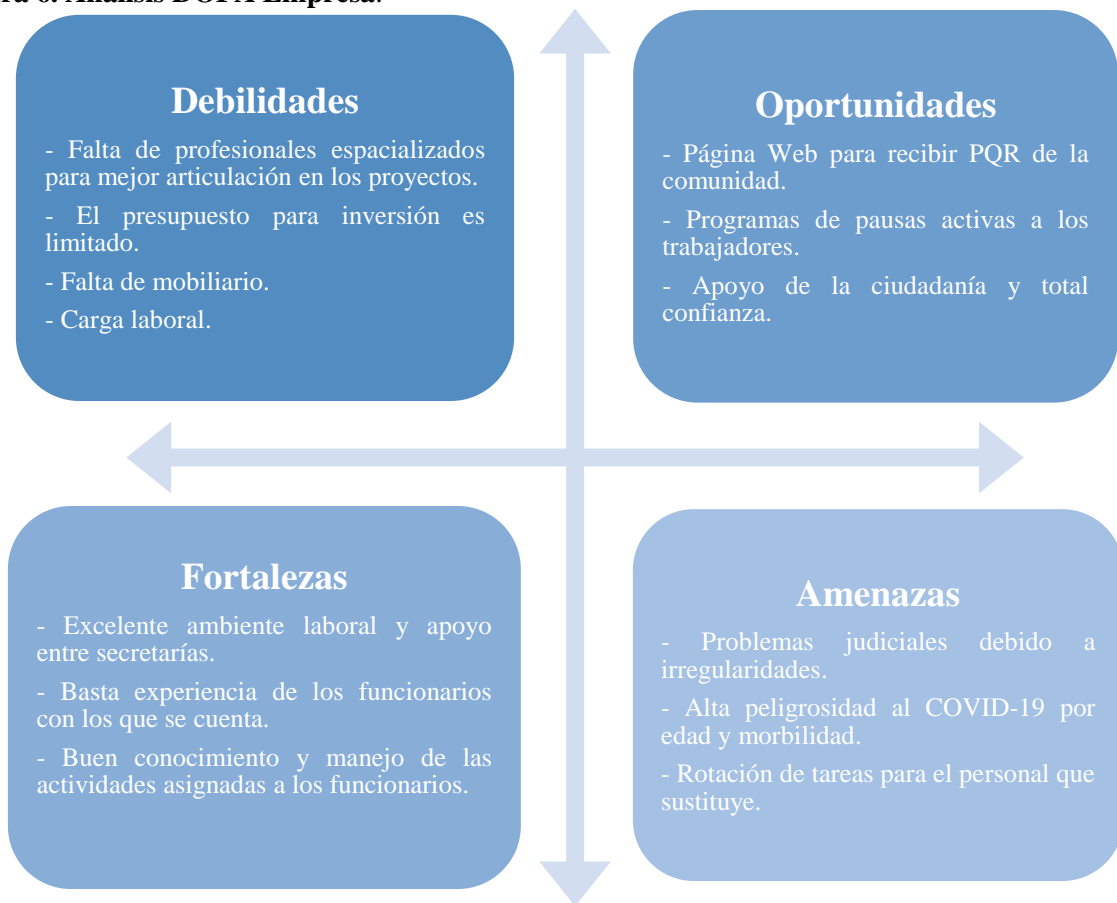 6. Análisis DOFA Empresa.
Debilidades
- Falta de profesionales espacializados
para mejor articulación en los proyectos.
- El presupuesto para inversión es
limitado.
- Falta de mobiliario.
- Carga laboral.
Oportunidades
- Página Web para recibir PQR de la
comunidad.
- Programas de pausas activas a los
trabajadores.
- Apoyo de la ciudadanía y total
confianza.
Fortalezas
- Excelente ambiente laboral y apoyo
entre secretarías.
- Basta experiencia de los funcionarios
con los que se cuenta.
- Buen conocimiento y manejo de las
actividades asignadas a los funcionarios.
Amenazas
- Problemas judiciales debido a
irregularidades.
- Alta peligrosidad al COVID-19 por
edad y morbilidad.
- Rotación de tareas para el personal que
sustituye.